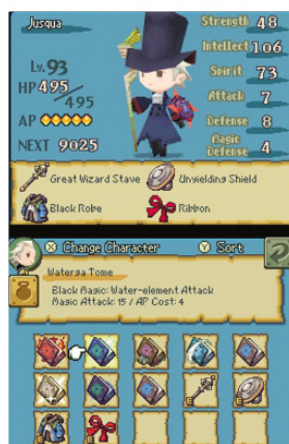 Jusqua
Lv. 93
HP 495/495
AP
NEXT 9025
Strength 48
Intellect 106
Spirit 73
Attack 7
Defense 8
Magic Defense 4
Great Wizard Stave
Unyielding Shield
Black Robe
Ribbon
X Change Character
Y Sort
Waterga Tome
Black Magic: Water-element Attack
Magic Attack: 15 / AP Cost: 4